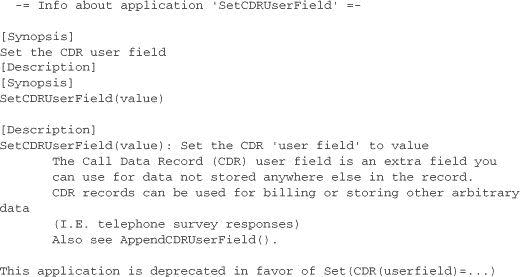 -= Info about application 'SetCDRUserField' =-
[Synopsis]
Set the CDR user field
[Description]
[Synopsis]
SetCDRUserField(value)
[Description]
SetCDRUserField(value): Set the CDR 'user field' to value
The Call Data Record (CDR) user field is an extra field you
can use for data not stored anywhere else in the record.
CDR records can be used for billing or storing other arbitrary
data
(I.E. telephone survey responses)
Also see AppendCDRUserField().
This application is deprecated in favor of Set(CDR(userfield)=...)